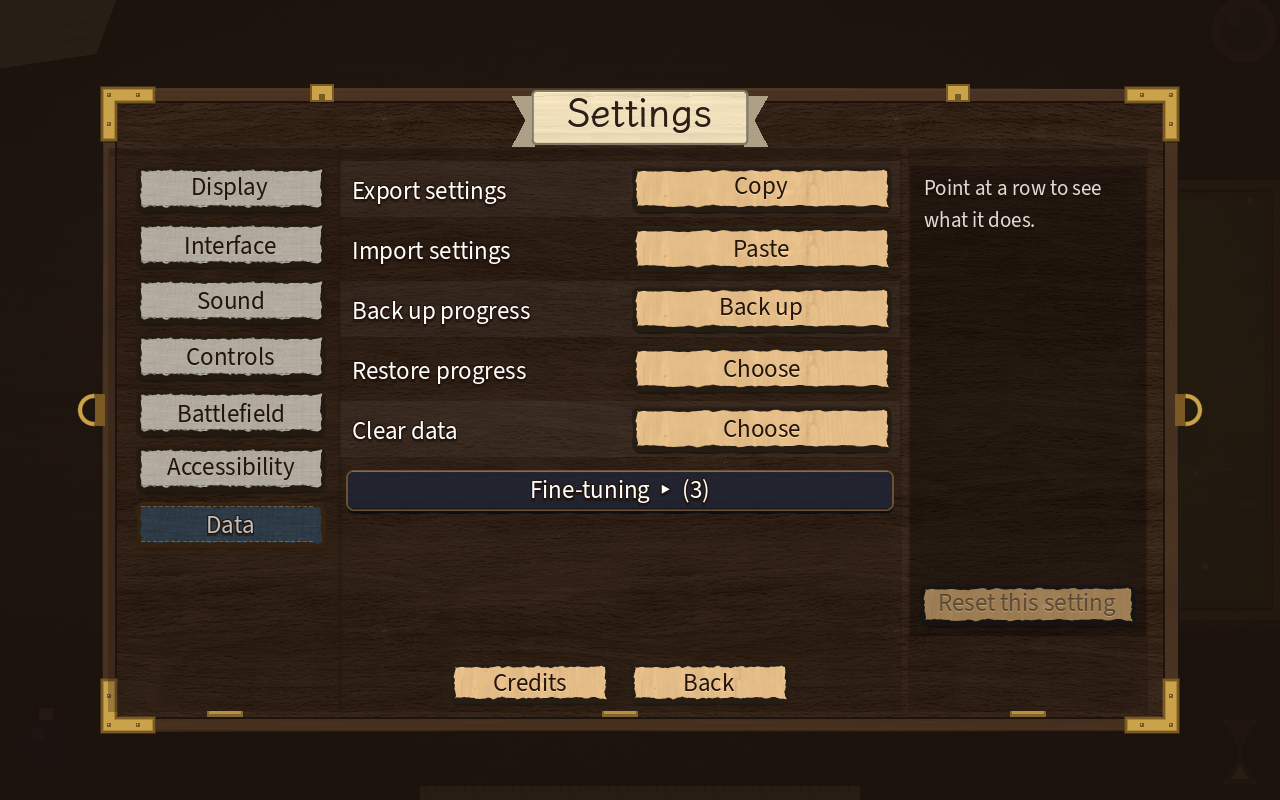 Settings
Display
Interface
Sound
Controls
Battlefield
Accessibility
Data
Export settings
Copy
Import settings
Paste
Back up progress
Back up
Restore progress
Choose
Clear data
Choose
Fine-tuning ▸ (3)
Point at a row to see
what it does.
Reset this setting
Credits
Back